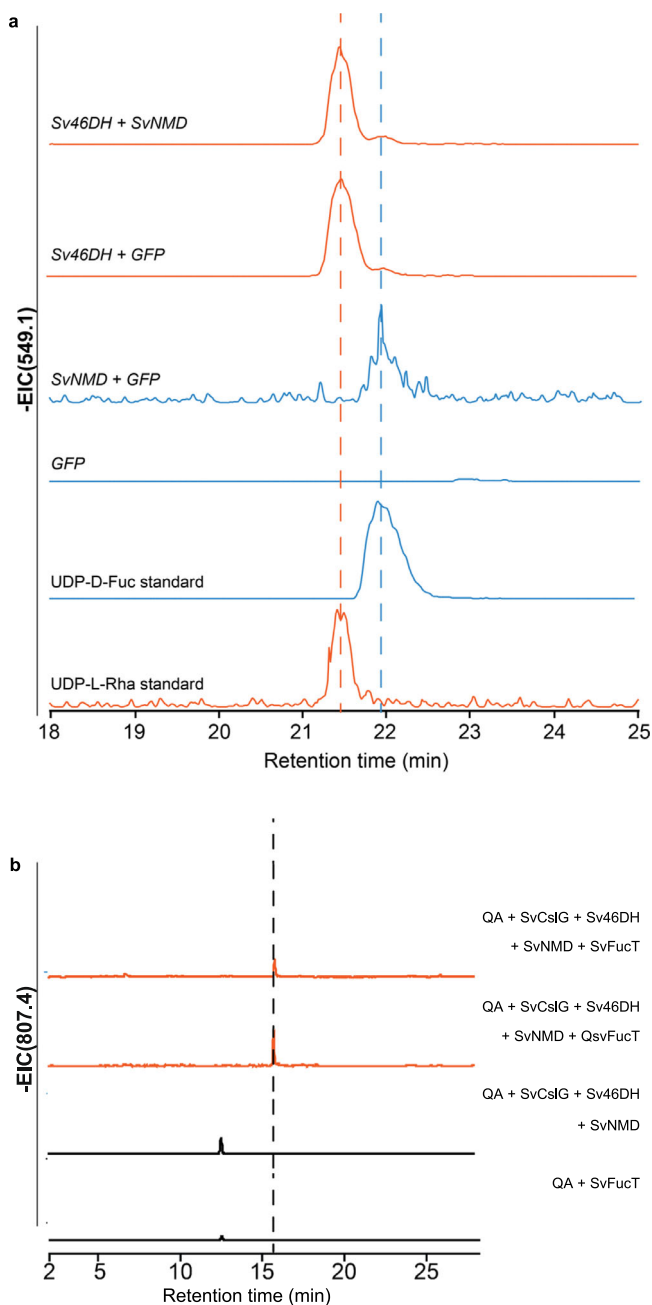 a
Sv46DH + SvNMD
Sv46DH + GFP
SvNMD + GFP
GFP
UDP-D-Fuc standard
UDP-L-Rha standard
-EIC(549.1)
18 19 20 21 22 23 24 25
Retention time (min)
b
QA + SvCslG + Sv46DH
+ SvNMD + SvFucT
QA + SvCslG + Sv46DH
+ SvNMD + QsvFucT
QA + SvCslG + Sv46DH
+ SvNMD
QA + SvFucT
-EIC(807.4)
2 5 10 15 20 25
Retention time (min)